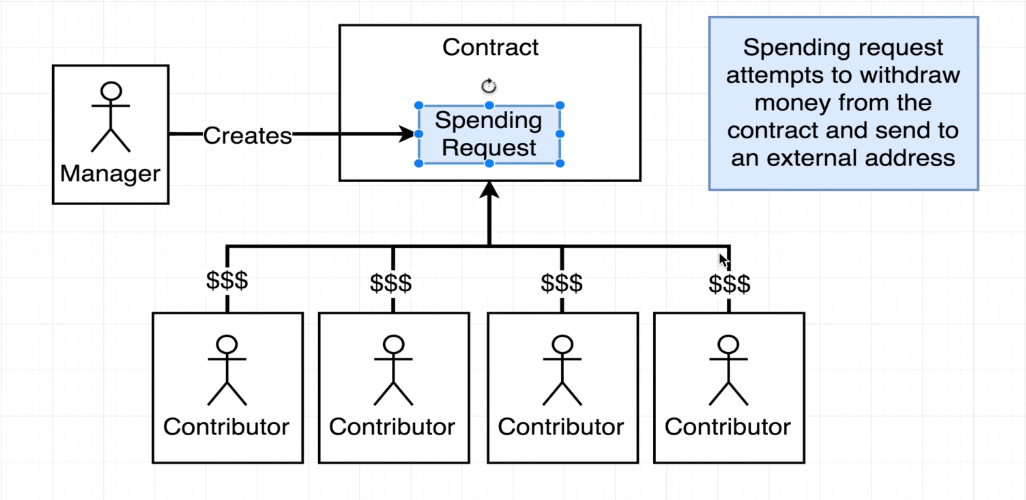 Contract
Spending request
attempts to withdraw
money from the
contract and send to
an external address
Manager
Creates
Spending
Request
$$$
$$$
$$$
$$$
Contributor
Contributor
Contributor
Contributor